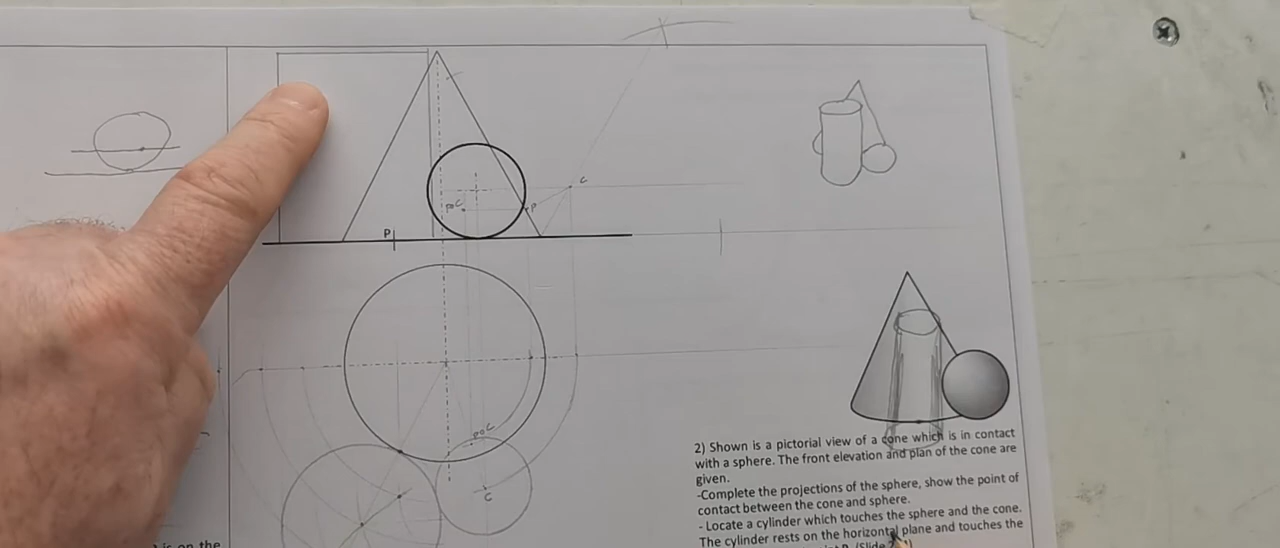 C
poC
P
P
poC
C
2) Shown is a pictorial view of a cone which is in contact
with a sphere. The front elevation and plan of the cone are
given.
-Complete the projections of the sphere, show the point of
contact between the cone and sphere.
- Locate a cylinder which touches the sphere and the cone.
The cylinder rests on the horizontal plane and touches the
is on the